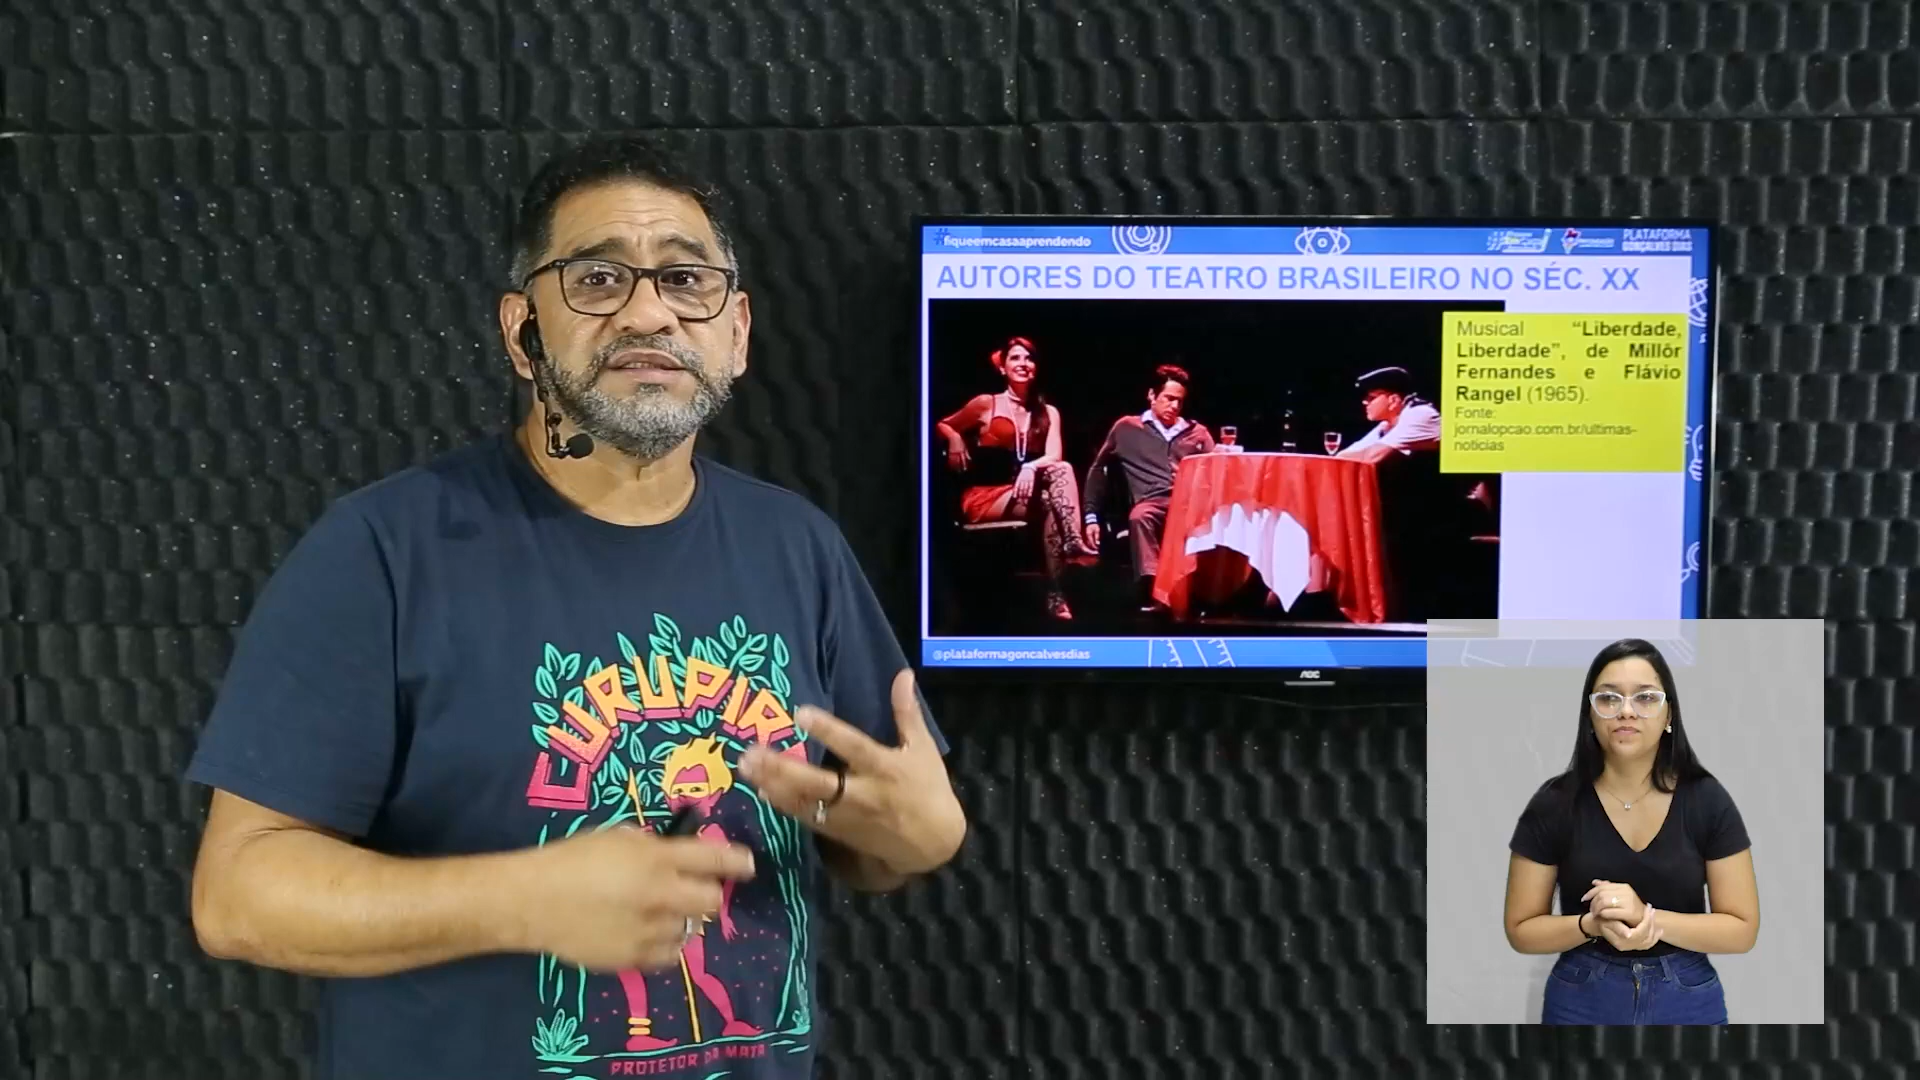 #fiqueemcasaaprendendo
PLATAFORMA
GONÇALVES DIAS
AUTORES DO TEATRO BRASILEIRO NO SÉC. XX
Musical “Liberdade,
Liberdade”, de Millôr
Fernandes e Flávio
Rangel (1965).
Fonte:
jornalopcao.com.br/ultimas-
noticias
@plataformagoncalvesdias
AOC
CURUPIRA
PROTETOR DA MATA